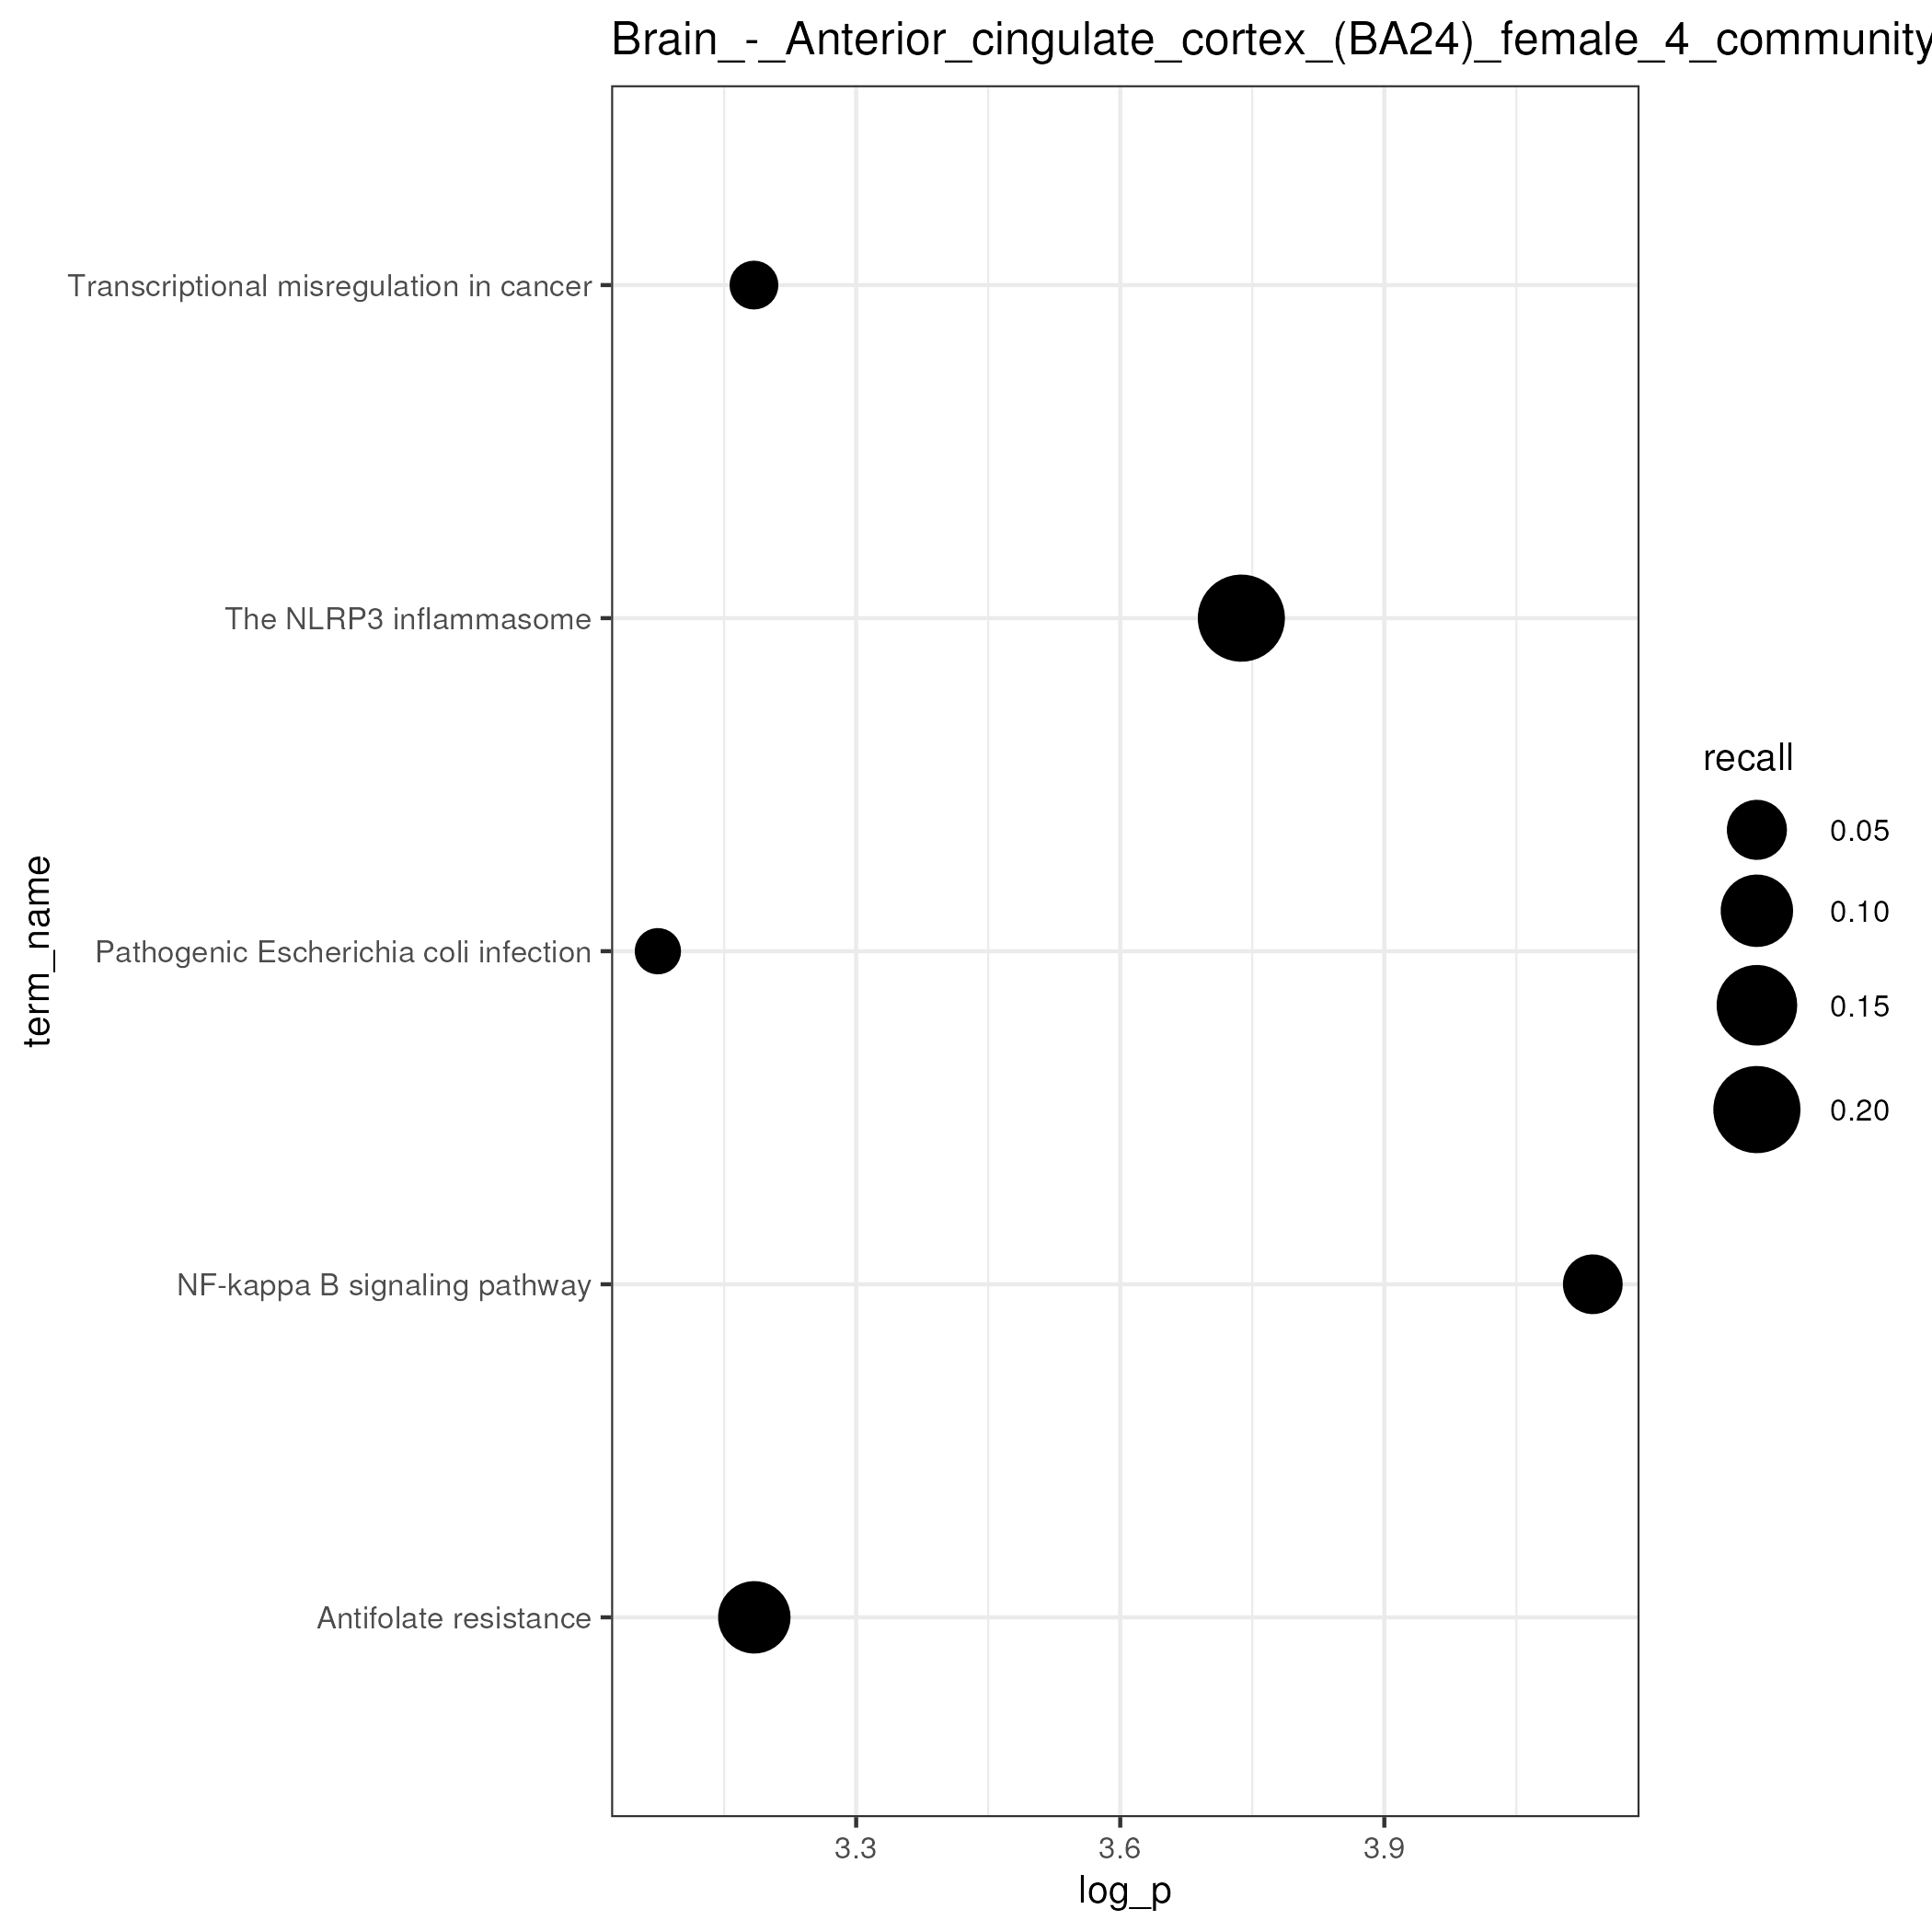 Brain_-_Anterior_cingulate_cortex_(BA24)_female_4_community
Transcriptional misregulation in cancer
The NLRP3 inflammasome
Pathogenic Escherichia coli infection
NF-kappa B signaling pathway
Antifolate resistance
term_name
3.3
3.6
3.9
log_p
recall
0.05
0.10
0.15
0.20